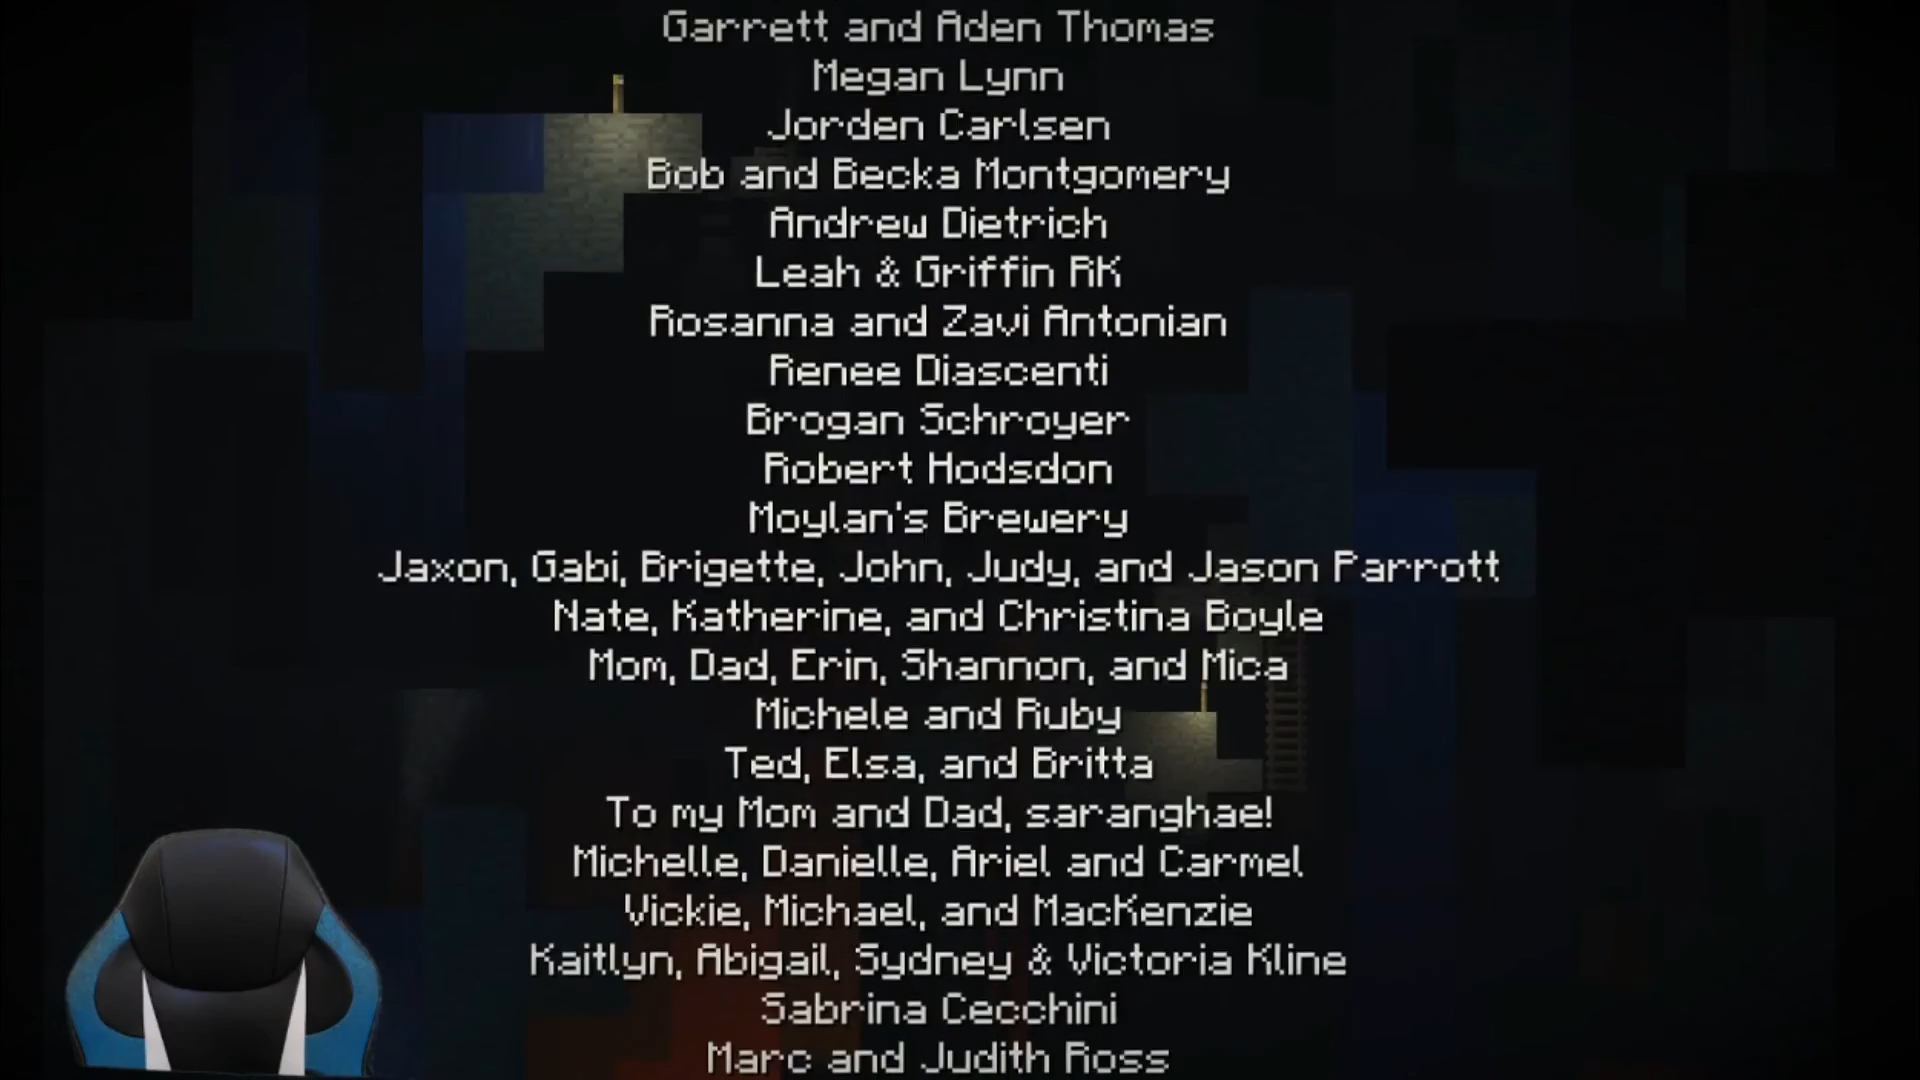 Garrett and Aden Thomas
Megan Lynn
Jorden Carlsen
Bob and Becka Montgomery
Andrew Dietrich
Leah & Griffin RK
Rosanna and Zavi Antonian
Renee Diascenti
Brogan Schroyer
Robert Hodsdon
Moylan's Brewery
Jaxon, Gabi, Brigette, John, Judy, and Jason Parrott
Nate, Katherine, and Christina Boyle
Mom, Dad, Erin, Shannon, and Mica
Michele and Ruby
Ted, Elsa, and Britta
To my Mom and Dad, saranghae!
Michelle, Danielle, Ariel and Carmel
Vickie, Michael, and MacKenzie
Kaitlyn, Abigail, Sydney & Victoria Kline
Sabrina Cecchini
Marc and Judith Ross